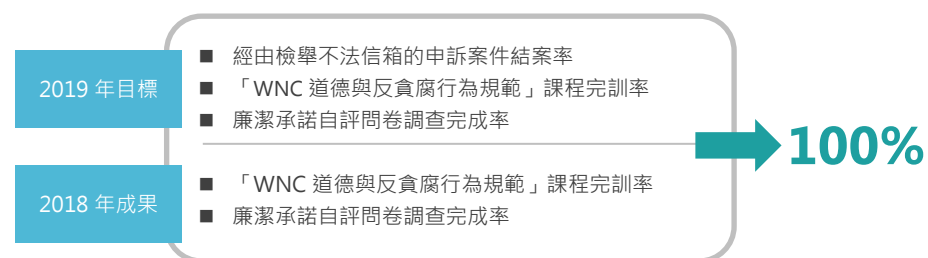 2019 年目標
■ 經由檢舉不法信箱的申訴案件結案率
■ 「WNC 道德與反貪腐行為規範」課程完訓率
■ 廉潔承諾自評問卷調查完成率
2018 年成果
■ 「WNC 道德與反貪腐行為規範」課程完訓率
■ 廉潔承諾自評問卷調查完成率
100%